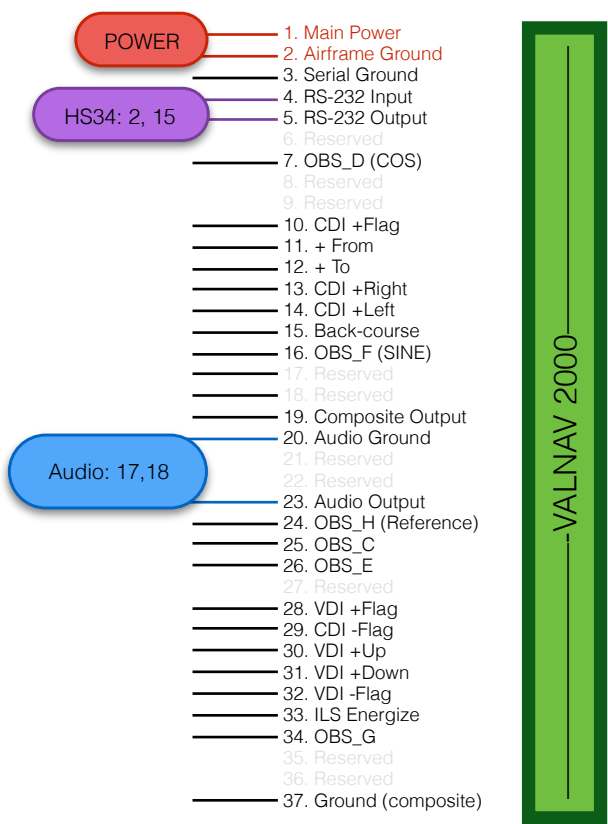 POWER
1. Main Power
2. Airframe Ground
3. Serial Ground
HS34: 2, 15
4. RS-232 Input
5. RS-232 Output
6. Reserved
7. OBS_D (COS)
8. Reserved
9. Reserved
10. CDI +Flag
11. + From
12. + To
13. CDI +Right
14. CDI +Left
15. Back-course
16. OBS_F (SINE)
17. Reserved
18. Reserved
19. Composite Output
20. Audio Ground
Audio: 17,18
21. Reserved
22. Reserved
23. Audio Output
24. OBS_H (Reference)
25. OBS_C
26. OBS_E
27. Reserved
28. VDI +Flag
29. CDI -Flag
30. VDI +Up
31. VDI +Down
32. VDI -Flag
33. ILS Energize
34. OBS_G
35. Reserved
36. Reserved
37. Ground (composite)
VALNAV 2000